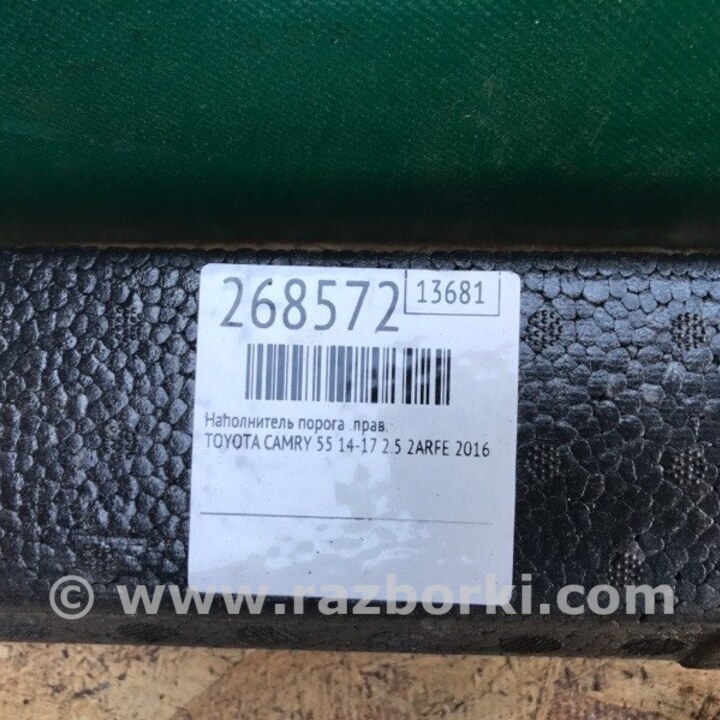 268572
13681
Наполнитель порога прав.
TOYOTA CAMRY 55 14-17 2.5 2ARFE 2016
© www.razborki.com